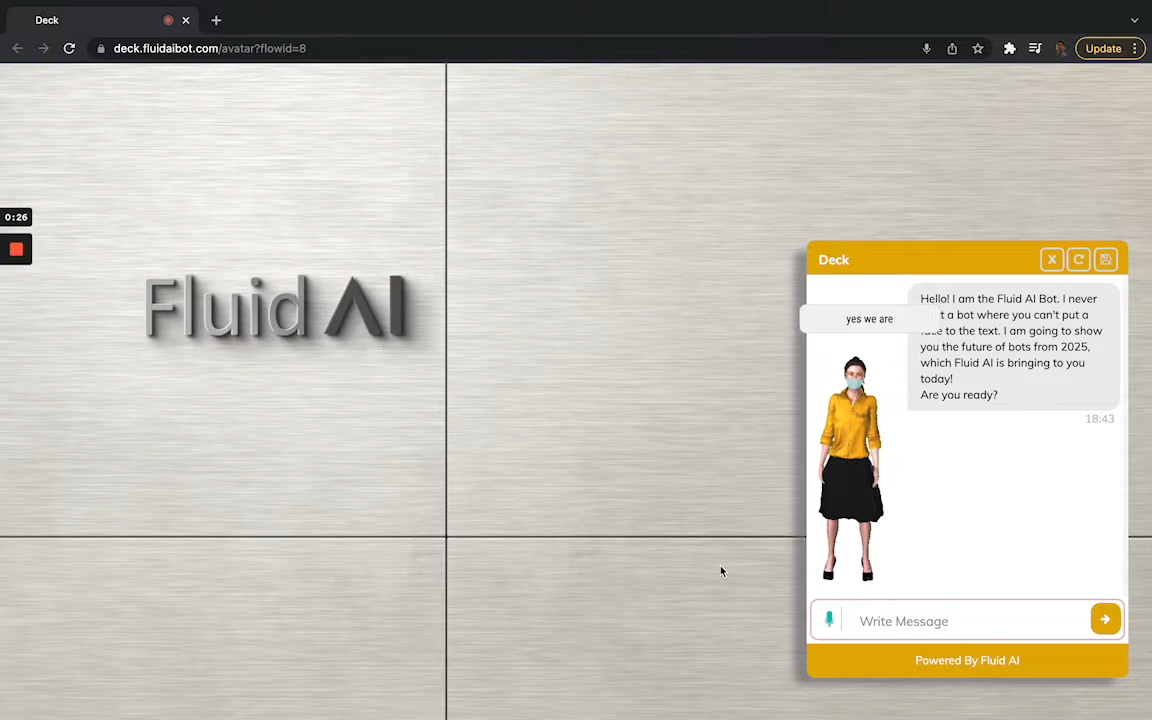 Deck
deck.fluidaibot.com/avatar?flowid=8
Update
0:26
Fluid AI
Deck
X
Hello! I am the Fluid AI Bot. I never
t a bot where you can't put a
yes we are
to the text. I am going to show
you the future of bots from 2025,
which Fluid AI is bringing to you
today!
Are you ready?
18:43
Write Message
Powered By Fluid AI